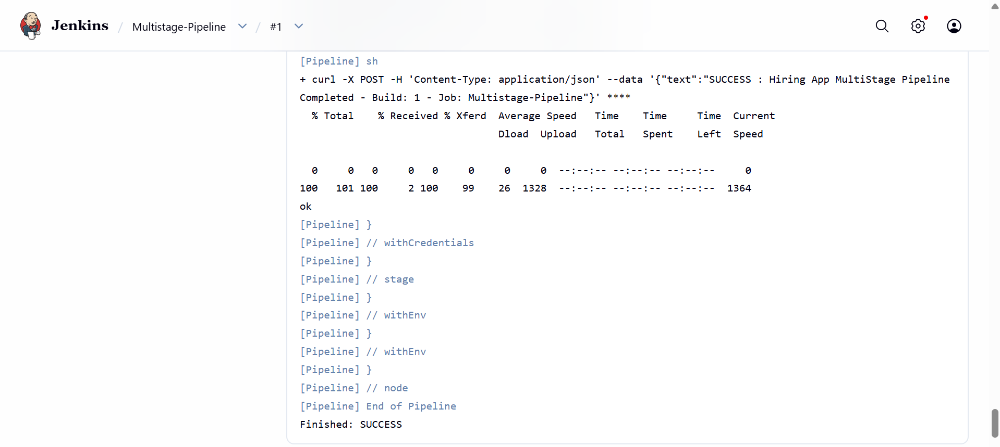 Jenkins / Multistage-Pipeline / #1
[Pipeline] sh
+ curl -X POST -H 'Content-Type: application/json' --data '{"text":"SUCCESS : Hiring App MultiStage Pipeline
Completed - Build: 1 - Job: Multistage-Pipeline"}' ****
  % Total    % Received % Xferd  Average Speed   Time    Time     Time  Current
                                 Dload  Upload   Total   Spent    Left  Speed
  0     0   0     0   0     0     0     0  --:--:-- --:--:-- --:--:--     0
100   101 100     2 100    99    26  1328  --:--:-- --:--:-- --:--:--  1364
ok
[Pipeline] }
[Pipeline] // withCredentials
[Pipeline] }
[Pipeline] // stage
[Pipeline] }
[Pipeline] // withEnv
[Pipeline] }
[Pipeline] // withEnv
[Pipeline] }
[Pipeline] // node
[Pipeline] End of Pipeline
Finished: SUCCESS